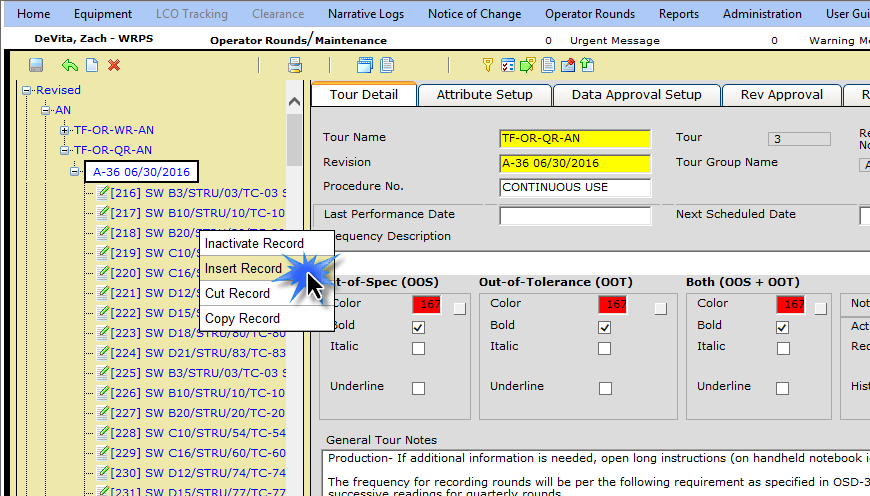 Home Equipment LCO Tracking Clearance Narrative Logs Notice of Change Operator Rounds Reports Administration User Gui
DeVita, Zach - WRPS Operator Rounds/Maintenance 0 Urgent Message 0 Warning Me
Revised
AN
TF-OR-WR-AN
TF-OR-QR-AN
A-36 06/30/2016
[216] SW B3/STRU/03/TC-03 S
[217] SW B10/STRU/10/TC-10
[218] SW B20/
[219] SW C10/
[220] SW C16/
[221] SW D12/
[222] SW D15/
[223] SW D18/STRU/80/TC-80
[224] SW D21/STRU/83/TC-83
[225] SW B3/STRU/03/TC-03 S
[226] SW B10/STRU/10/TC-10
[227] SW B20/STRU/20/TC-20
[228] SW C10/STRU/54/TC-54
[229] SW C16/STRU/60/TC-60
[230] SW D12/STRU/74/TC-74
[231] SW D15/STRU/77/TC-77
Inactivate Record
Insert Record
Cut Record
Copy Record
Tour Detail Attribute Setup Data Approval Setup Rev Approval R
Tour Name TF-OR-QR-AN Tour 3 Re
No
Revision A-36 06/30/2016 Tour Group Name A
Procedure No. CONTINUOUS USE
Last Performance Date Next Scheduled Date
requency Description
t-of-Spec (OOS) Out-of-Tolerance (OOT) Both (OOS + OOT)
Color 167 Color 167 Color 167 Not
Bold Bold Bold Act
Italic Italic Italic Rec
Underline Underline Underline Hist
General Tour Notes
Production- If additional information is needed, open long instructions (on handheld notebook i
The frequency for recording rounds will be per the following requirement as specified in OSD-3
successive readings for quarterly rounds.